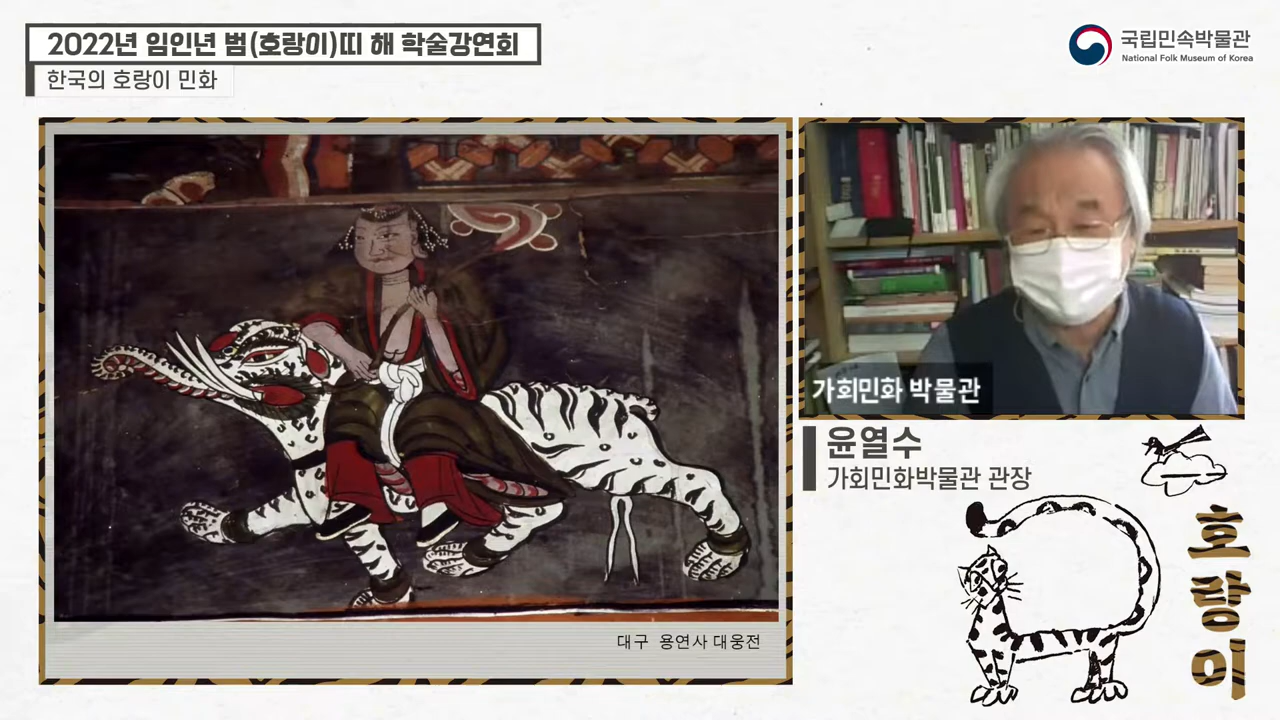 2022년 임인년 범(호랑이)띠 해 학술강연회
한국의 호랑이 민화
국립민속박물관
National Folk Museum of Korea
대구 용연사 대웅전
가회민화 박물관
윤열수
가회민화박물관 관장
호
랑
이